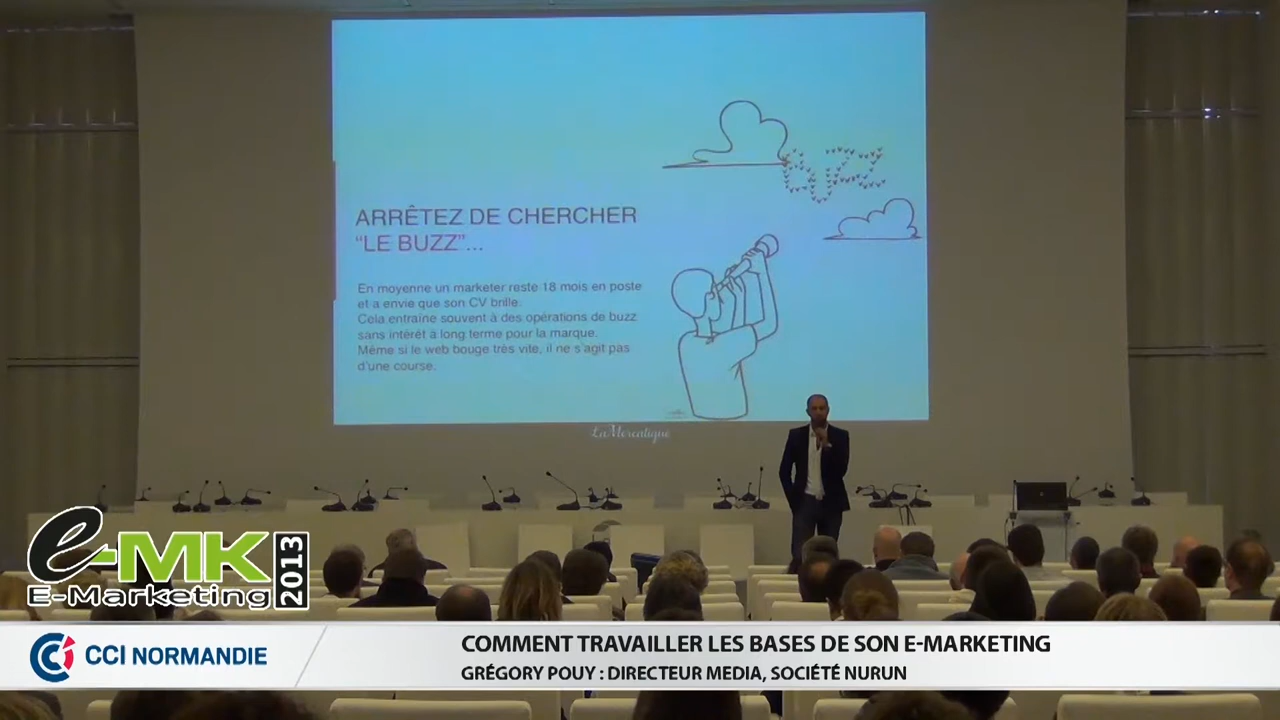 ARRÊTEZ DE CHERCHER
“LE BUZZ”...
En moyenne un marketer reste 18 mois en poste
et a envie que son CV brille.
Cela entraine souvent à des opérations de buzz
sans intérêt à long terme pour la marque.
Même si le web bouge très vite, il ne s'agit pas
d'une course.
LaMercatique
e-MK
E-Marketing
2013
CCI NORMANDIE
COMMENT TRAVAILLER LES BASES DE SON E-MARKETING
GRÉGORY POUY : DIRECTEUR MEDIA, SOCIÉTÉ NURUN